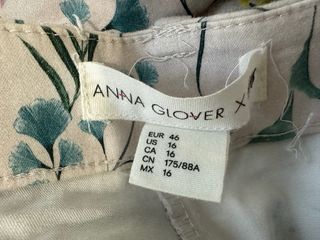 ANNA GLOVER X
EUR 46
US 16
CA 16
CN 175/88A
MX 16